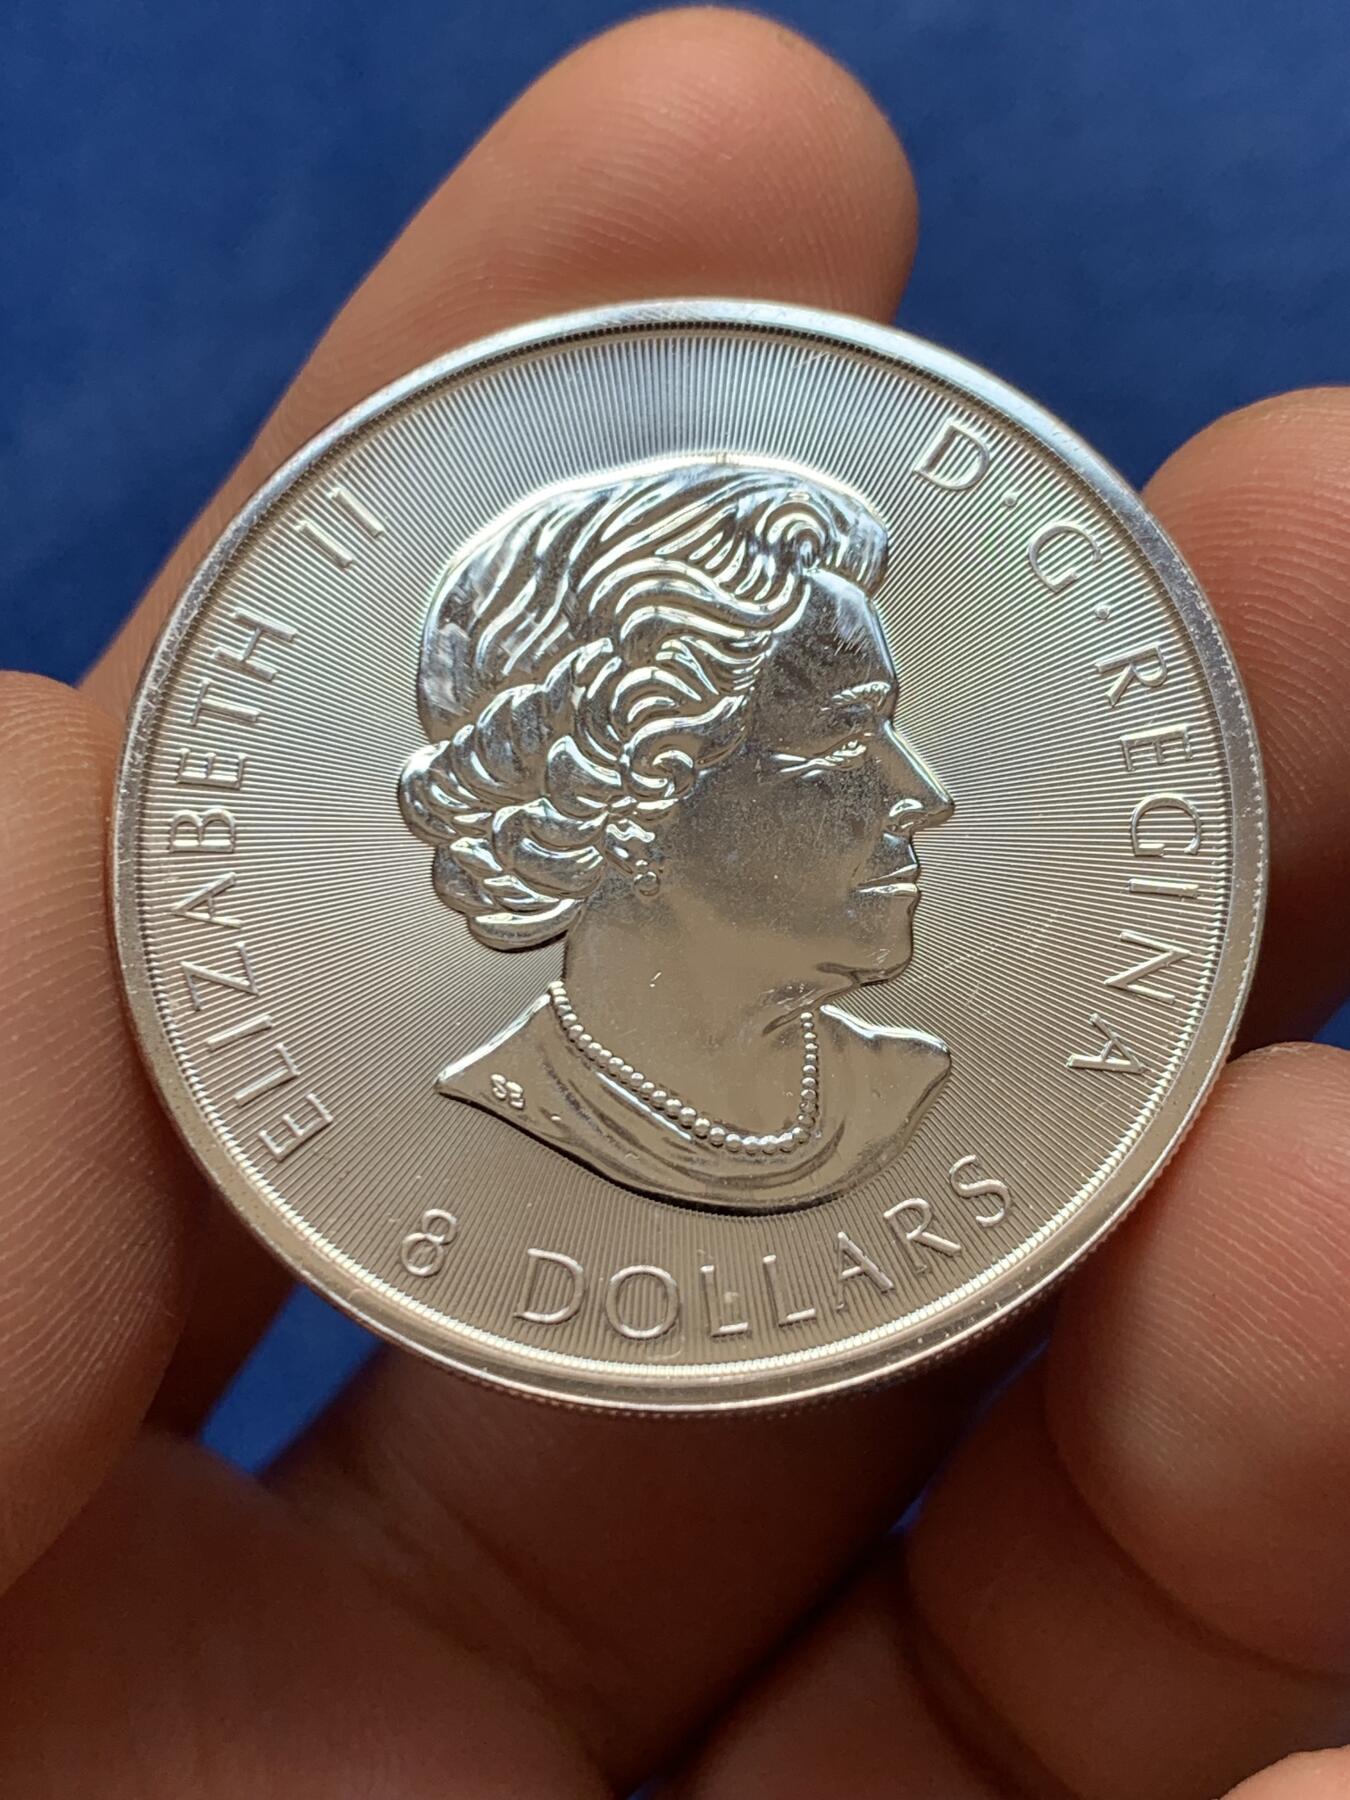 ELIZABETH II
D·G·REGINA
8 DOLLARS
SB